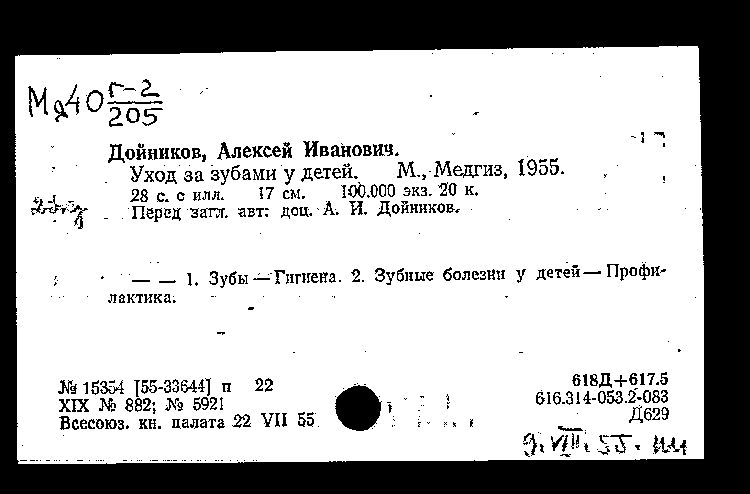 Мд40 Г-2
205
Дойников, Алексей Иванович.
Уход за зубами у детей. М., Медгиз, 1955.
28 с. с илл. 17 см. 100.000 экз. 20 к.
Перед загл. авт: доц. А. И. Дойников.
— — 1. Зубы — Гигиена. 2. Зубные болезни у детей — Профи-
лактика.
№ 15354 [55-33644] п 22
XIX № 882; № 5921
Всесоюз. кн. палата 22 VII 55
618Д+617.5
616.314-053.2-083
Д629
9. VIII. 55.